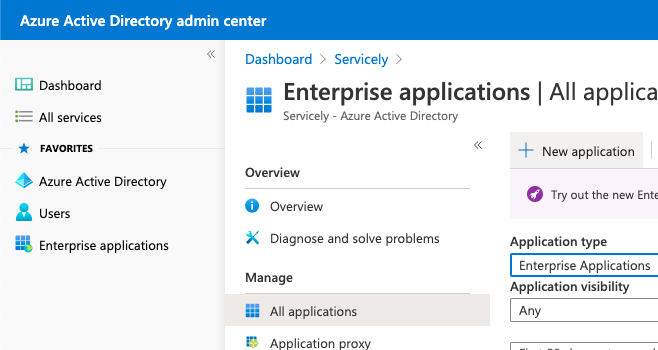 Azure Active Directory admin center
Dashboard
All services
FAVORITES
Azure Active Directory
Users
Enterprise applications
Dashboard > Servicely >
Enterprise applications | All applica
Servicely - Azure Active Directory
Overview
Overview
Diagnose and solve problems
Manage
All applications
Application proxy
New application
Try out the new Ente
Application type
Enterprise Applications
Application visibility
Any